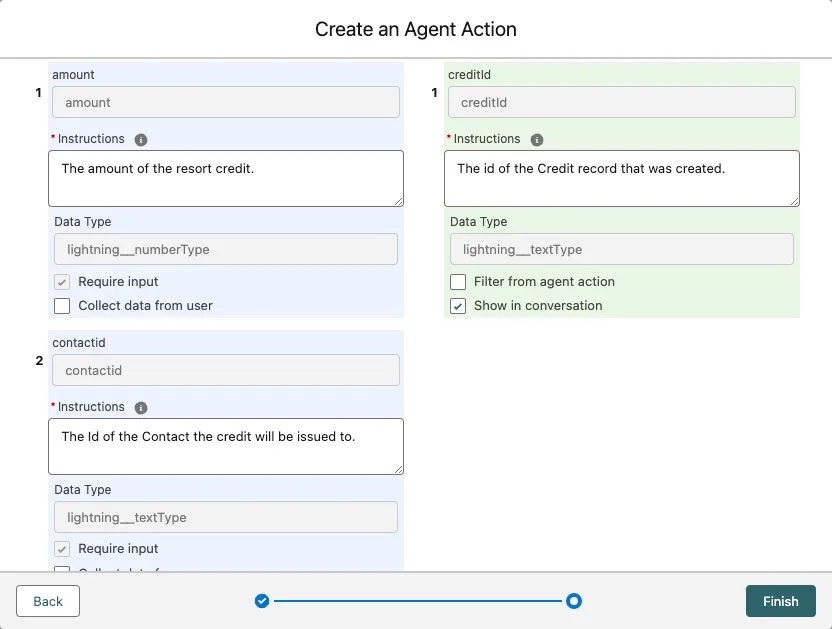 Create an Agent Action
1
amount
amount
* Instructions
The amount of the resort credit.
Data Type
lightning__numberType
Require input
Collect data from user
2
contactid
contactid
* Instructions
The Id of the Contact the credit will be issued to.
Data Type
lightning__textType
Require input
1
creditId
creditId
* Instructions
The id of the Credit record that was created.
Data Type
lightning__textType
Filter from agent action
Show in conversation
Back
Finish